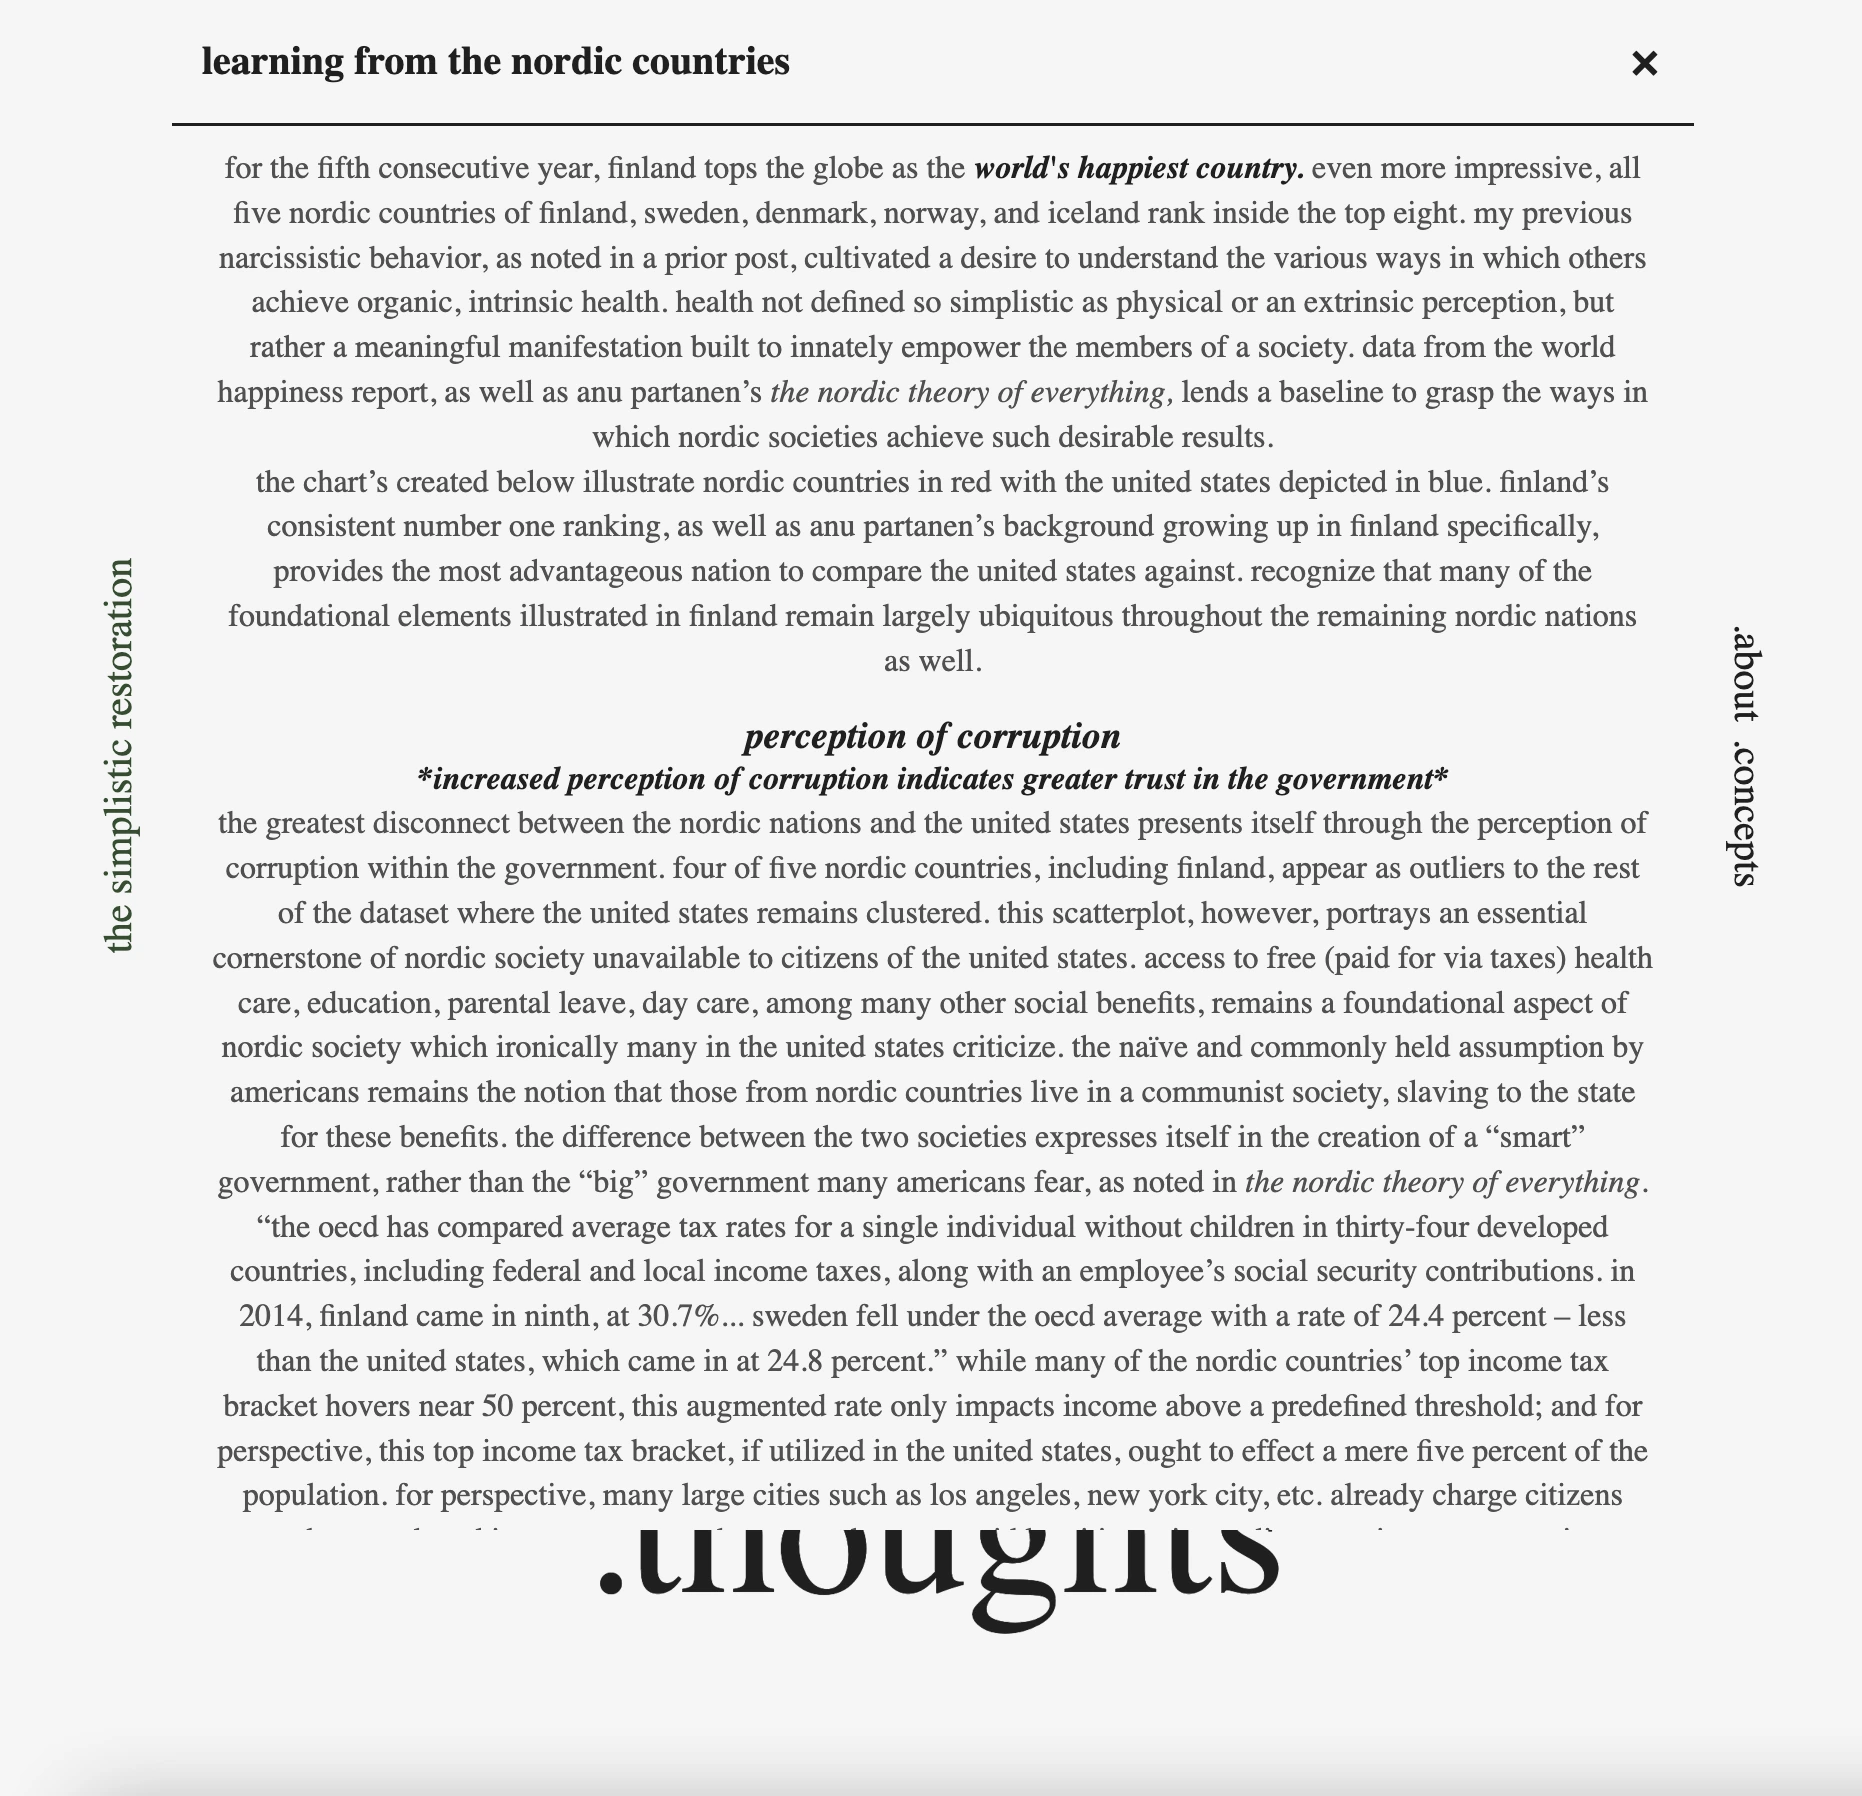 learning from the nordic countries
for the fifth consecutive year, finland tops the globe as the world's happiest country. even more impressive, all
five nordic countries of finland, sweden, denmark, norway, and iceland rank inside the top eight. my previous
narcissistic behavior, as noted in a prior post, cultivated a desire to understand the various ways in which others
achieve organic, intrinsic health. health not defined so simplistic as physical or an extrinsic perception, but
rather a meaningful manifestation built to innately empower the members of a society. data from the world
happiness report, as well as anu partanen’s the nordic theory of everything, lends a baseline to grasp the ways in
which nordic societies achieve such desirable results.
the chart’s created below illustrate nordic countries in red with the united states depicted in blue. finland’s
consistent number one ranking, as well as anu partanen’s background growing up in finland specifically,
provides the most advantageous nation to compare the united states against. recognize that many of the
foundational elements illustrated in finland remain largely ubiquitous throughout the remaining nordic nations
as well.
perception of corruption
*increased perception of corruption indicates greater trust in the government*
the greatest disconnect between the nordic nations and the united states presents itself through the perception of
corruption within the government. four of five nordic countries, including finland, appear as outliers to the rest
of the dataset where the united states remains clustered. this scatterplot, however, portrays an essential
cornerstone of nordic society unavailable to citizens of the united states. access to free (paid for via taxes) health
care, education, parental leave, day care, among many other social benefits, remains a foundational aspect of
nordic society which ironically many in the united states criticize. the naïve and commonly held assumption by
americans remains the notion that those from nordic countries live in a communist society, slaving to the state
for these benefits. the difference between the two societies expresses itself in the creation of a “smart”
government, rather than the “big” government many americans fear, as noted in the nordic theory of everything.
“the oecd has compared average tax rates for a single individual without children in thirty-four developed
countries, including federal and local income taxes, along with an employee’s social security contributions. in
2014, finland came in ninth, at 30.7%... sweden fell under the oecd average with a rate of 24.4 percent – less
than the united states, which came in at 24.8 percent.” while many of the nordic countries’ top income tax
bracket hovers near 50 percent, this augmented rate only impacts income above a predefined threshold; and for
perspective, this top income tax bracket, if utilized in the united states, ought to effect a mere five percent of the
population. for perspective, many large cities such as los angeles, new york city, etc. already charge citizens
.thoughts
the simplistic restoration
.about .concepts